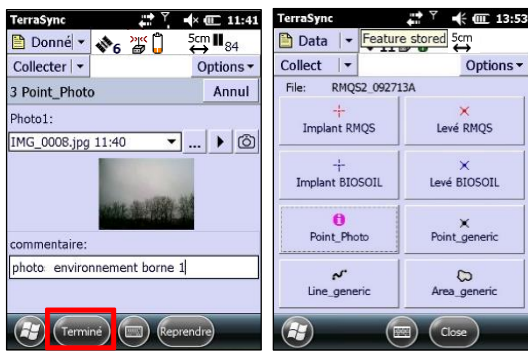 TerraSync 11:41
Donné 6 5cm 84
Collecter Options
3 Point_Photo Annul
Photo1:
IMG_0008.jpg 11:40 ...
commentaire:
photo: environnement borne 1
Terminé Reprendre
TerraSync 13:53
Data Feature stored 5cm
Collect Options
File: RMQS2_092713A
Implant RMQS Levé RMQS
Implant BIOSOIL Levé BIOSOIL
Point_Photo Point_generic
Line_generic Area_generic
Close